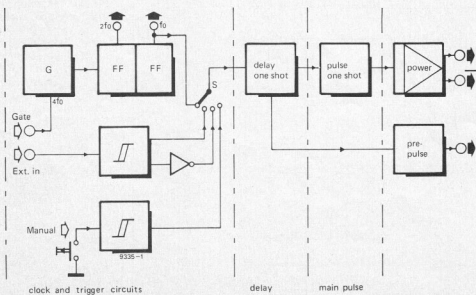 2f0
f0
G
FF
FF
4f0
S
delay
one shot
pulse
one shot
power
Gate
Ext. in
pre-
pulse
Manual
9336-1
clock and trigger circuits
delay
main pulse